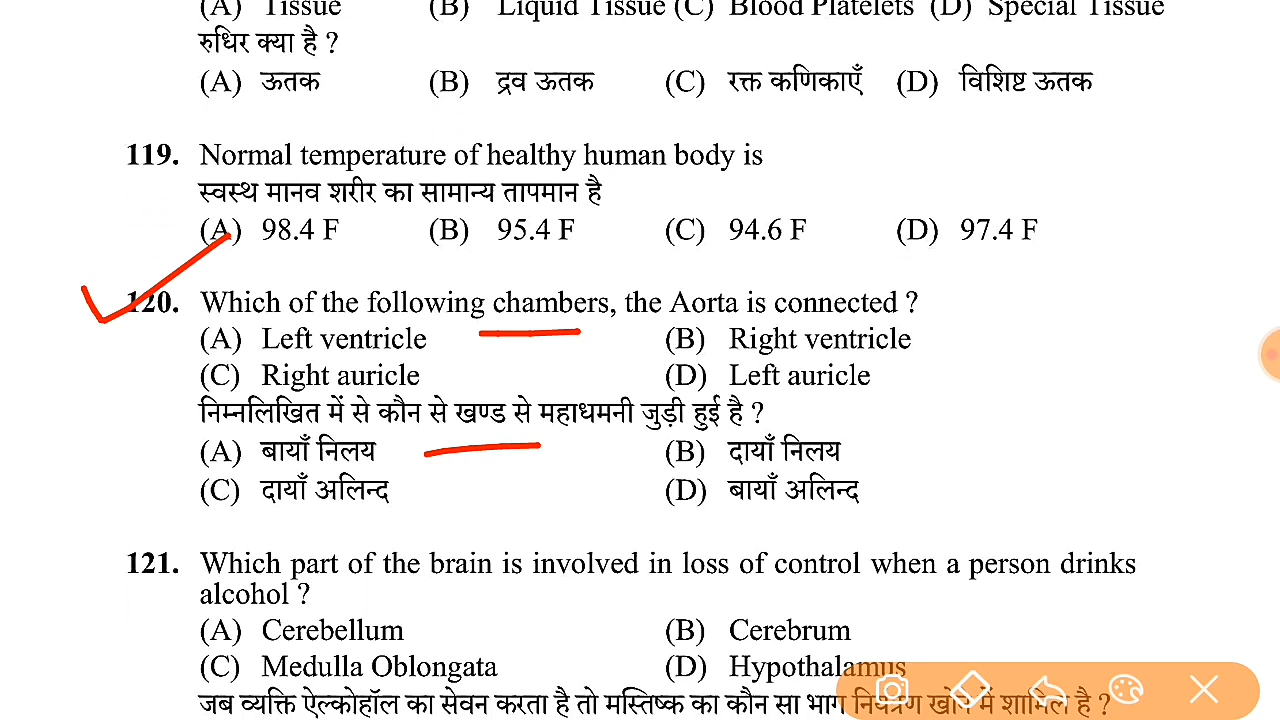 (A) Tissue (B) Liquid Tissue (C) Blood Platelets (D) Special Tissue
रुधिर क्या है ?
(A) ऊतक (B) द्रव ऊतक (C) रक्त कणिकाएँ (D) विशिष्ट ऊतक
119. Normal temperature of healthy human body is
स्वस्थ मानव शरीर का सामान्य तापमान है
(A) 98.4 F (B) 95.4 F (C) 94.6 F (D) 97.4 F
120. Which of the following chambers, the Aorta is connected ?
(A) Left ventricle (B) Right ventricle
(C) Right auricle (D) Left auricle
निम्नलिखित में से कौन से खण्ड से महाधमनी जुड़ी हुई है ?
(A) बायाँ निलय (B) दायाँ निलय
(C) दायाँ अलिन्द (D) बायाँ अलिन्द
121. Which part of the brain is involved in loss of control when a person drinks
alcohol ?
(A) Cerebellum (B) Cerebrum
(C) Medulla Oblongata (D) Hypothalamus
जब व्यक्ति ऐल्कोहॉल का सेवन करता है तो मस्तिष्क का कौन सा भाग नियंत्रण खोने में शामिल है ?